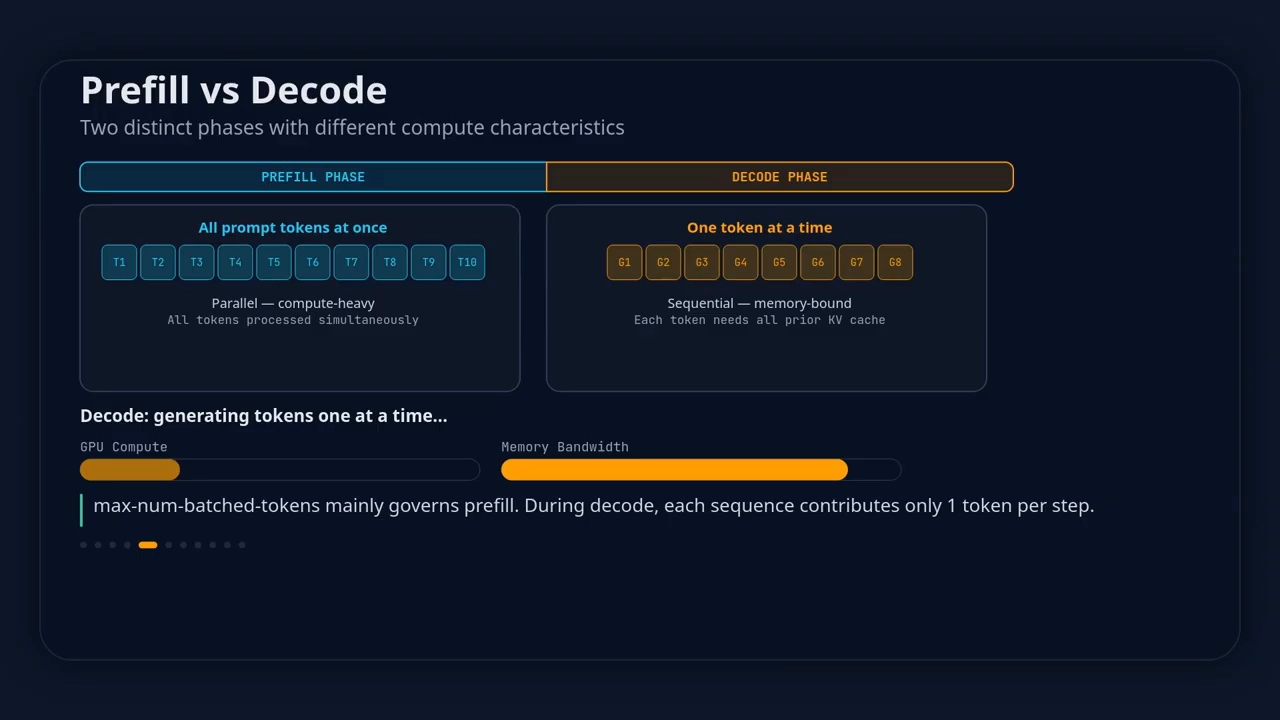 Prefill vs Decode
Two distinct phases with different compute characteristics
PREFILL PHASE
DECODE PHASE
All prompt tokens at once
T1 T2 T3 T4 T5 T6 T7 T8 T9 T10
Parallel — compute-heavy
All tokens processed simultaneously
One token at a time
G1 G2 G3 G4 G5 G6 G7 G8
Sequential — memory-bound
Each token needs all prior KV cache
Decode: generating tokens one at a time...
GPU Compute
Memory Bandwidth
max-num-batched-tokens mainly governs prefill. During decode, each sequence contributes only 1 token per step.